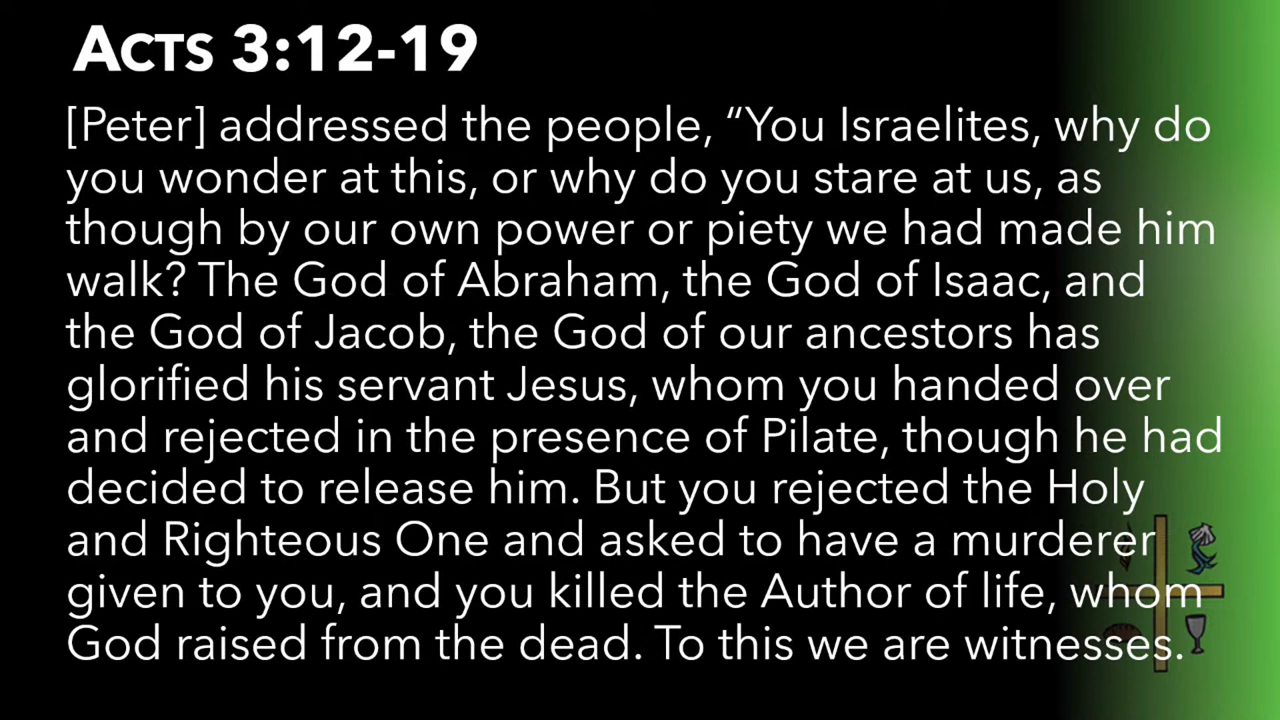 ACTS 3:12-19
[Peter] addressed the people, “You Israelites, why do
you wonder at this, or why do you stare at us, as
though by our own power or piety we had made him
walk? The God of Abraham, the God of Isaac, and
the God of Jacob, the God of our ancestors has
glorified his servant Jesus, whom you handed over
and rejected in the presence of Pilate, though he had
decided to release him. But you rejected the Holy
and Righteous One and asked to have a murderer
given to you, and you killed the Author of life, whom
God raised from the dead. To this we are witnesses.